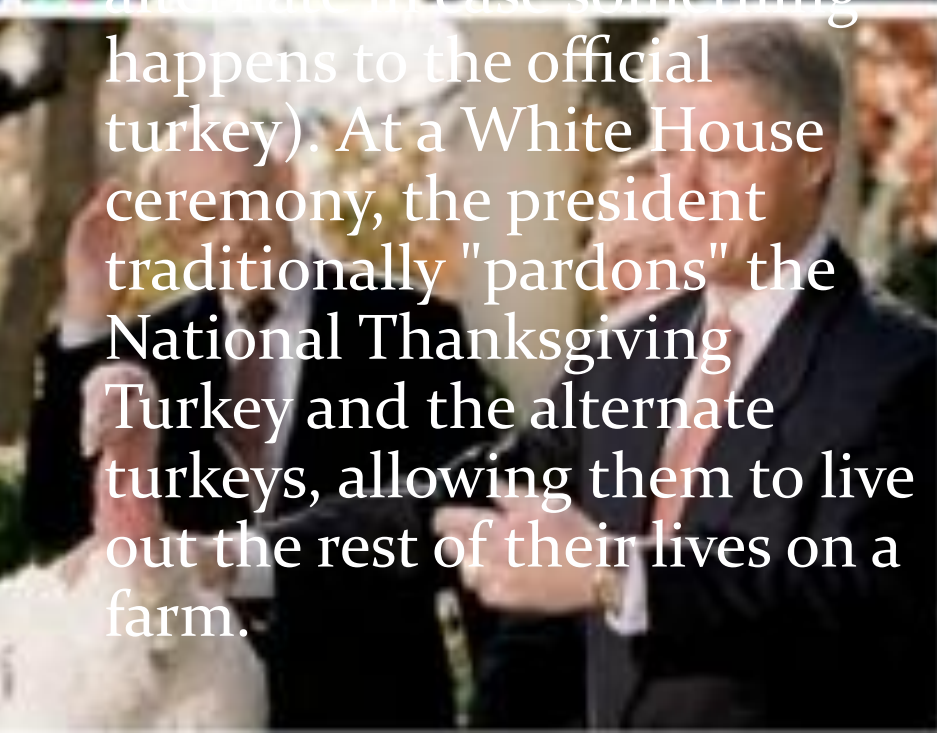 happens to the official
turkey). At a White House
ceremony, the president
traditionally "pardons" the
National Thanksgiving
Turkey and the alternate
turkeys, allowing them to live
out the rest of their lives on a
farm.